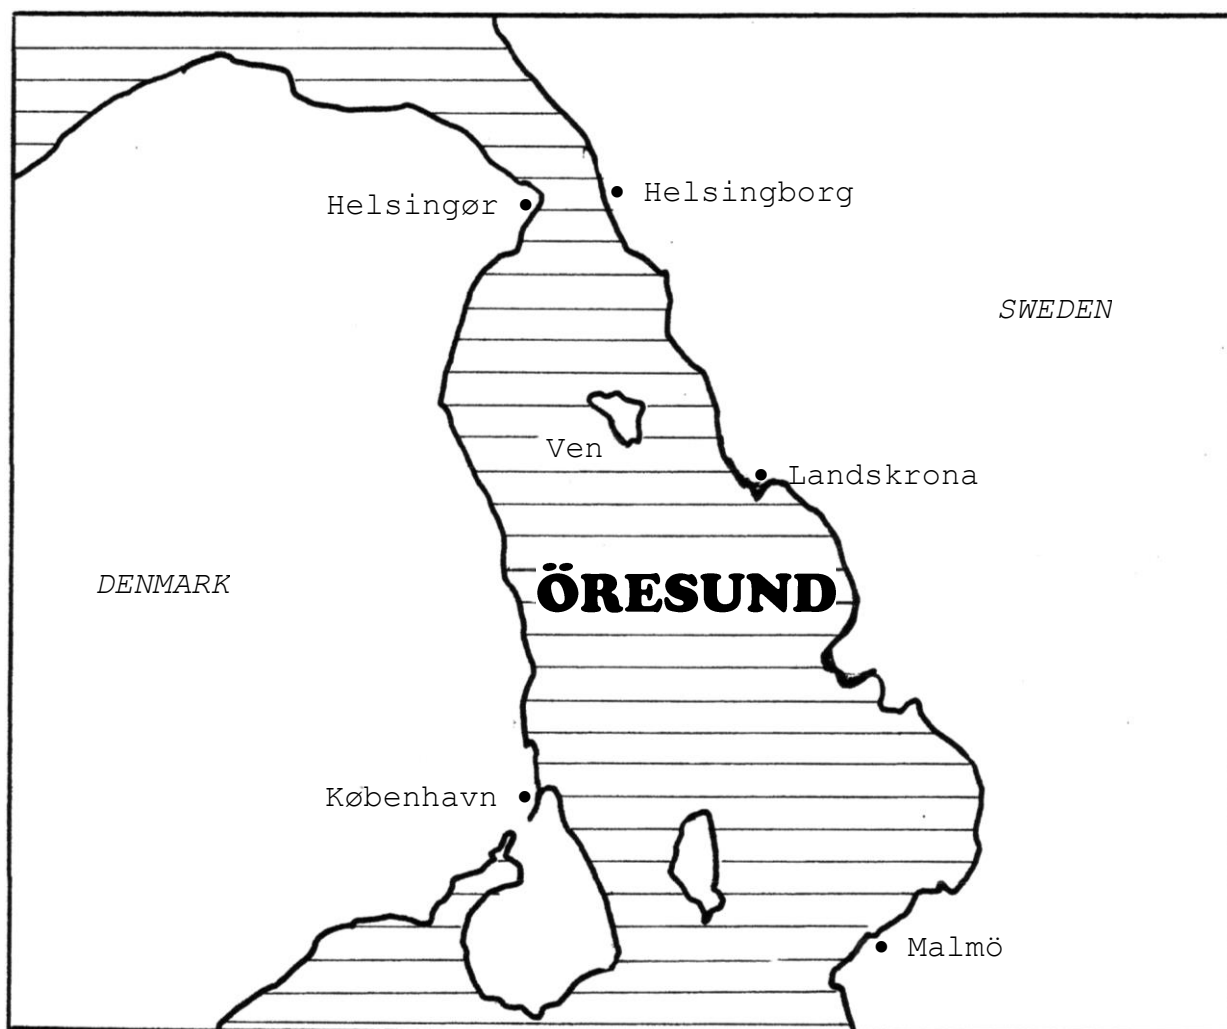 Helsingør
Helsingborg
SWEDEN
Ven
Landskrona
DENMARK
ÖRESUND
København
Malmö